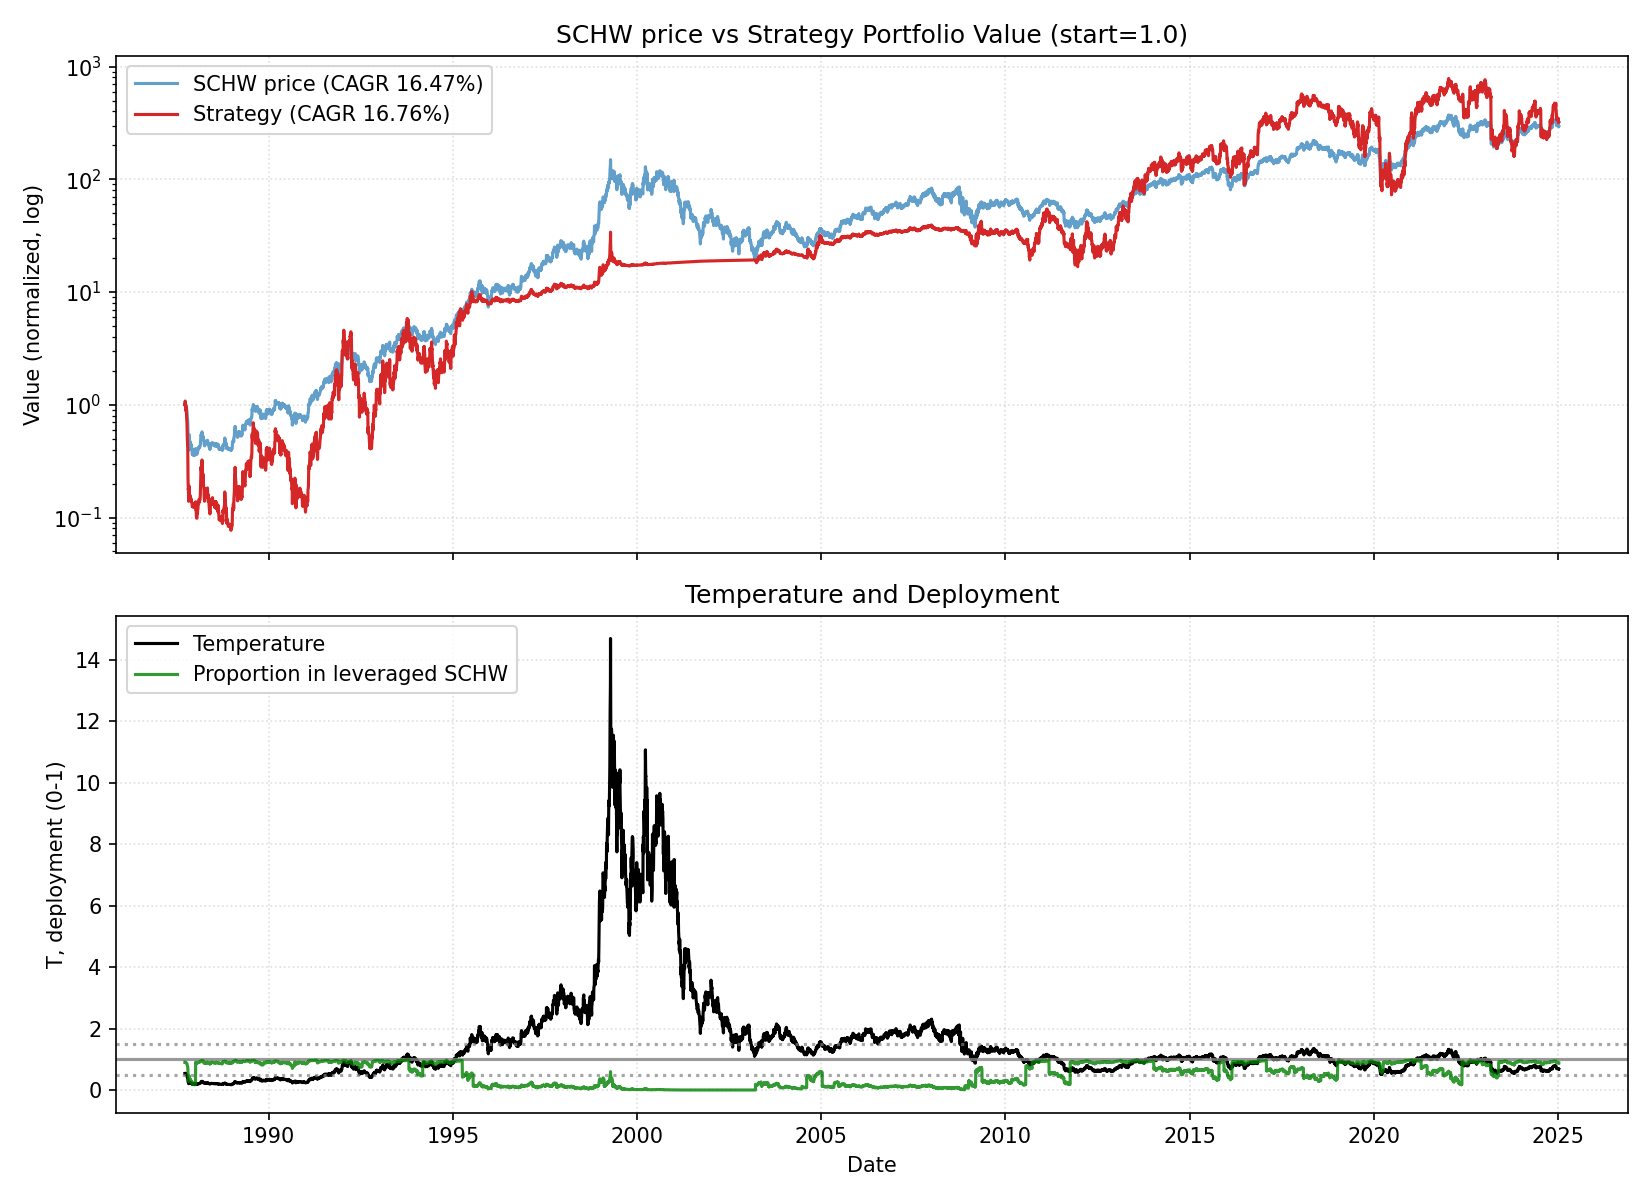 SCHW price vs Strategy Portfolio Value (start=1.0)
SCHW price (CAGR 16.47%)
Strategy (CAGR 16.76%)
Value (normalized, log)
10³
10²
10¹
10⁰
10⁻¹
Temperature and Deployment
Temperature
Proportion in leveraged SCHW
T, deployment (0-1)
14
12
10
8
6
4
2
0
1990 1995 2000 2005 2010 2015 2020 2025
Date